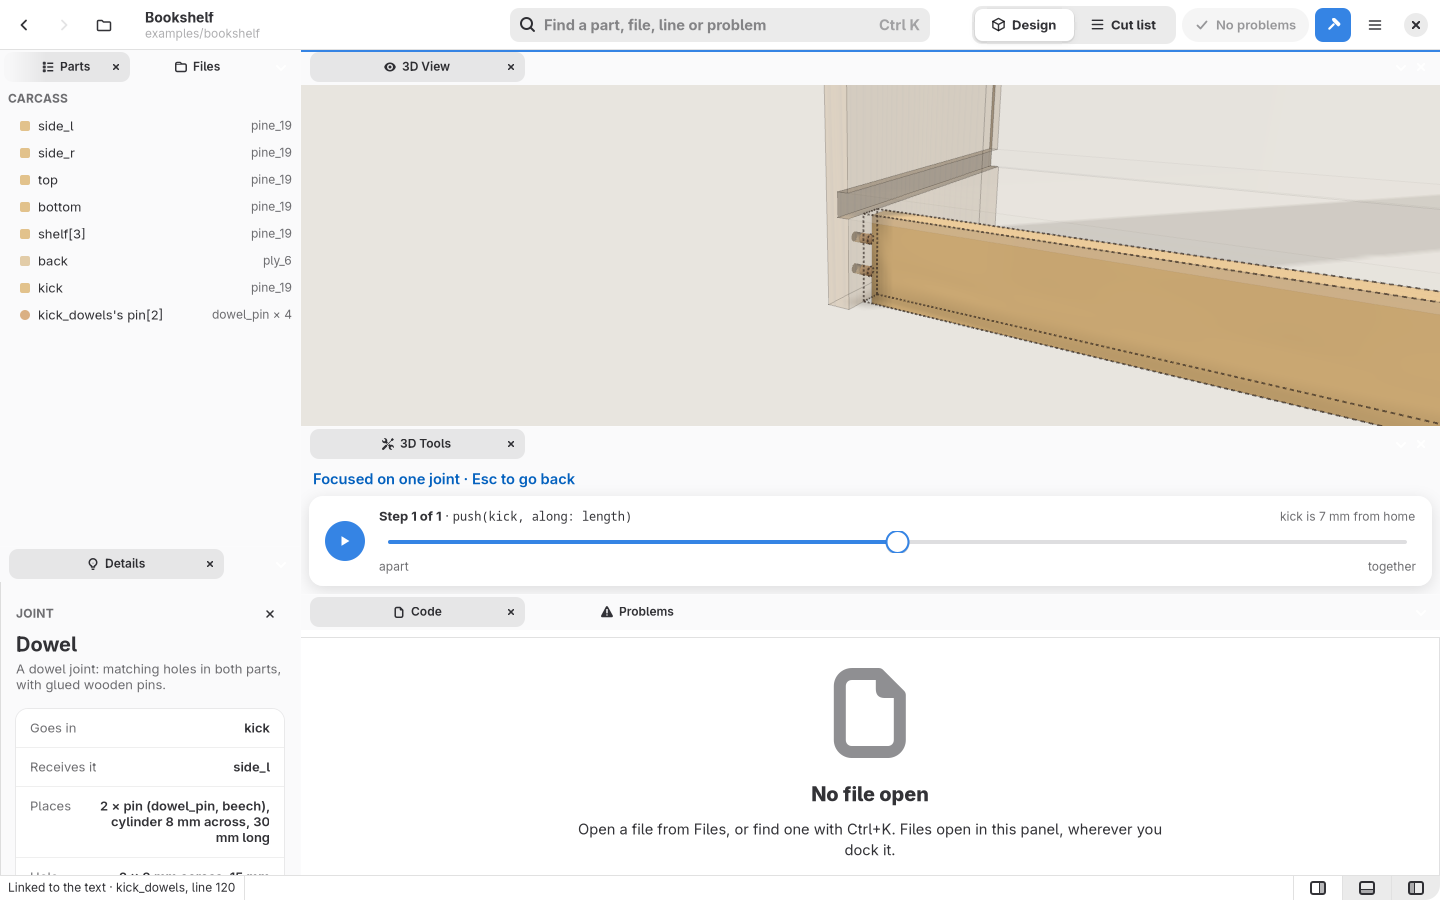 Bookshelf
examples/bookshelf
Find a part, file, line or problem
Ctrl K
Design
Cut list
No problems
Parts
Files
3D View
CARCASS
side_l
pine_19
side_r
pine_19
top
pine_19
bottom
pine_19
shelf[3]
pine_19
back
ply_6
kick
pine_19
kick_dowels's pin[2]
dowel_pin × 4
3D Tools
Focused on one joint · Esc to go back
Step 1 of 1 · push(kick, along: length)
kick is 7 mm from home
apart
together
Details
JOINT
Dowel
A dowel joint: matching holes in both parts,
with glued wooden pins.
Goes in
kick
Receives it
side_l
Places
2 × pin (dowel_pin, beech),
cylinder 8 mm across, 30
mm long
Code
Problems
No file open
Open a file from Files, or find one with Ctrl+K. Files open in this panel, wherever you
dock it.
Linked to the text · kick_dowels, line 120